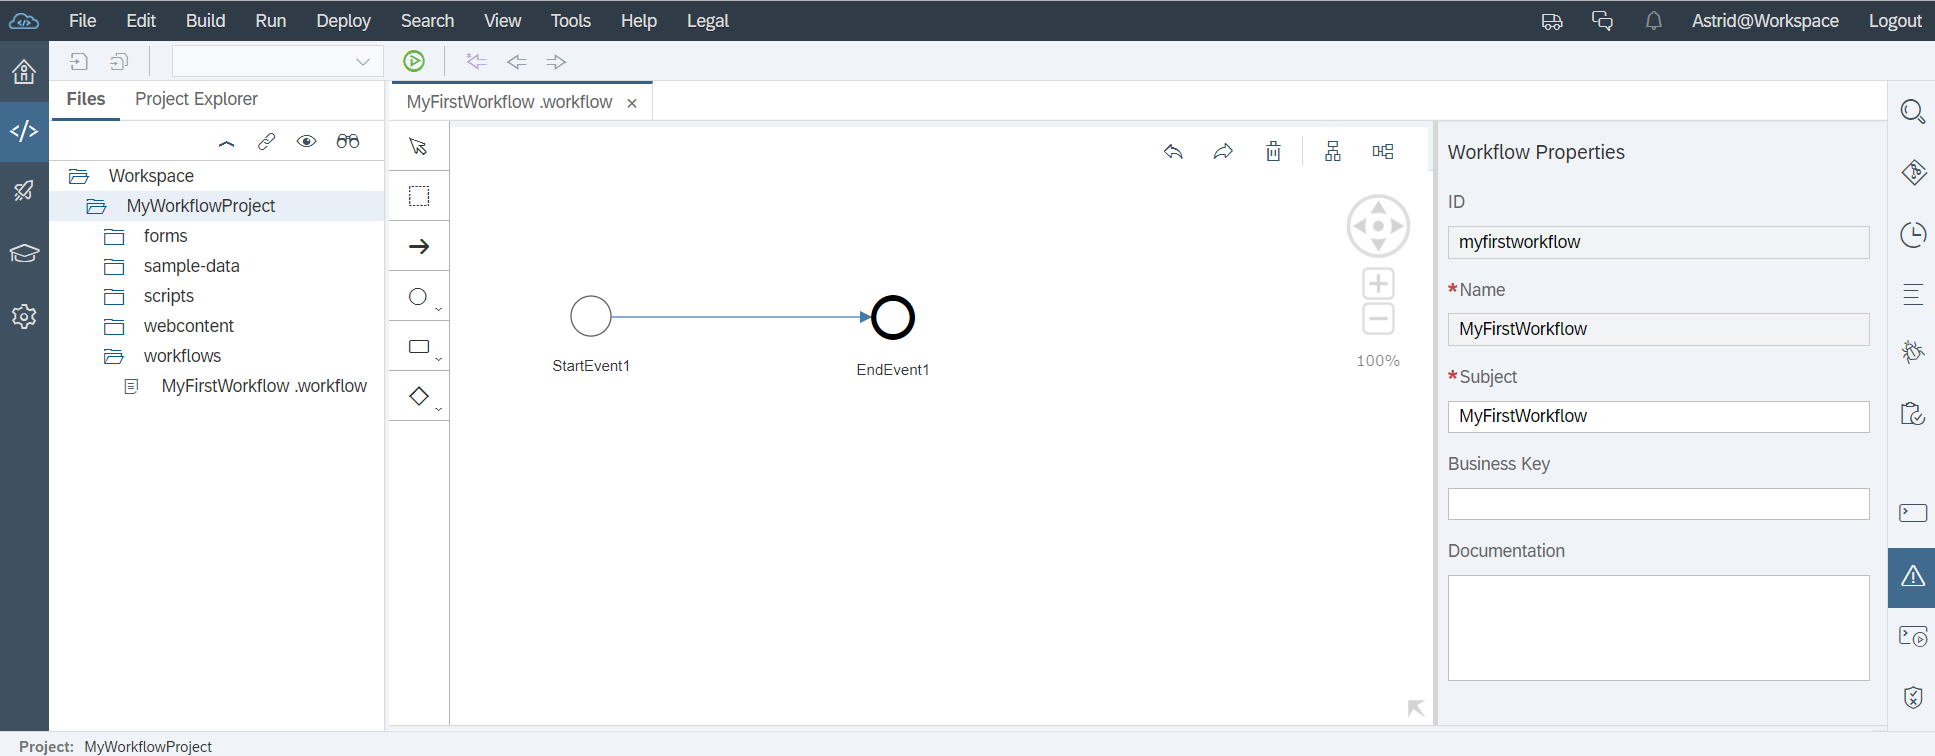 File Edit Build Run Deploy Search View Tools Help Legal Astrid@Workspace Logout
Files Project Explorer
MyFirstWorkflow .workflow ×
Workspace
MyWorkflowProject
forms
sample-data
scripts
webcontent
workflows
MyFirstWorkflow .workflow
StartEvent1
EndEvent1
100%
Workflow Properties
ID
myfirstworkflow
*Name
MyFirstWorkflow
*Subject
MyFirstWorkflow
Business Key
Documentation
Project: MyWorkflowProject